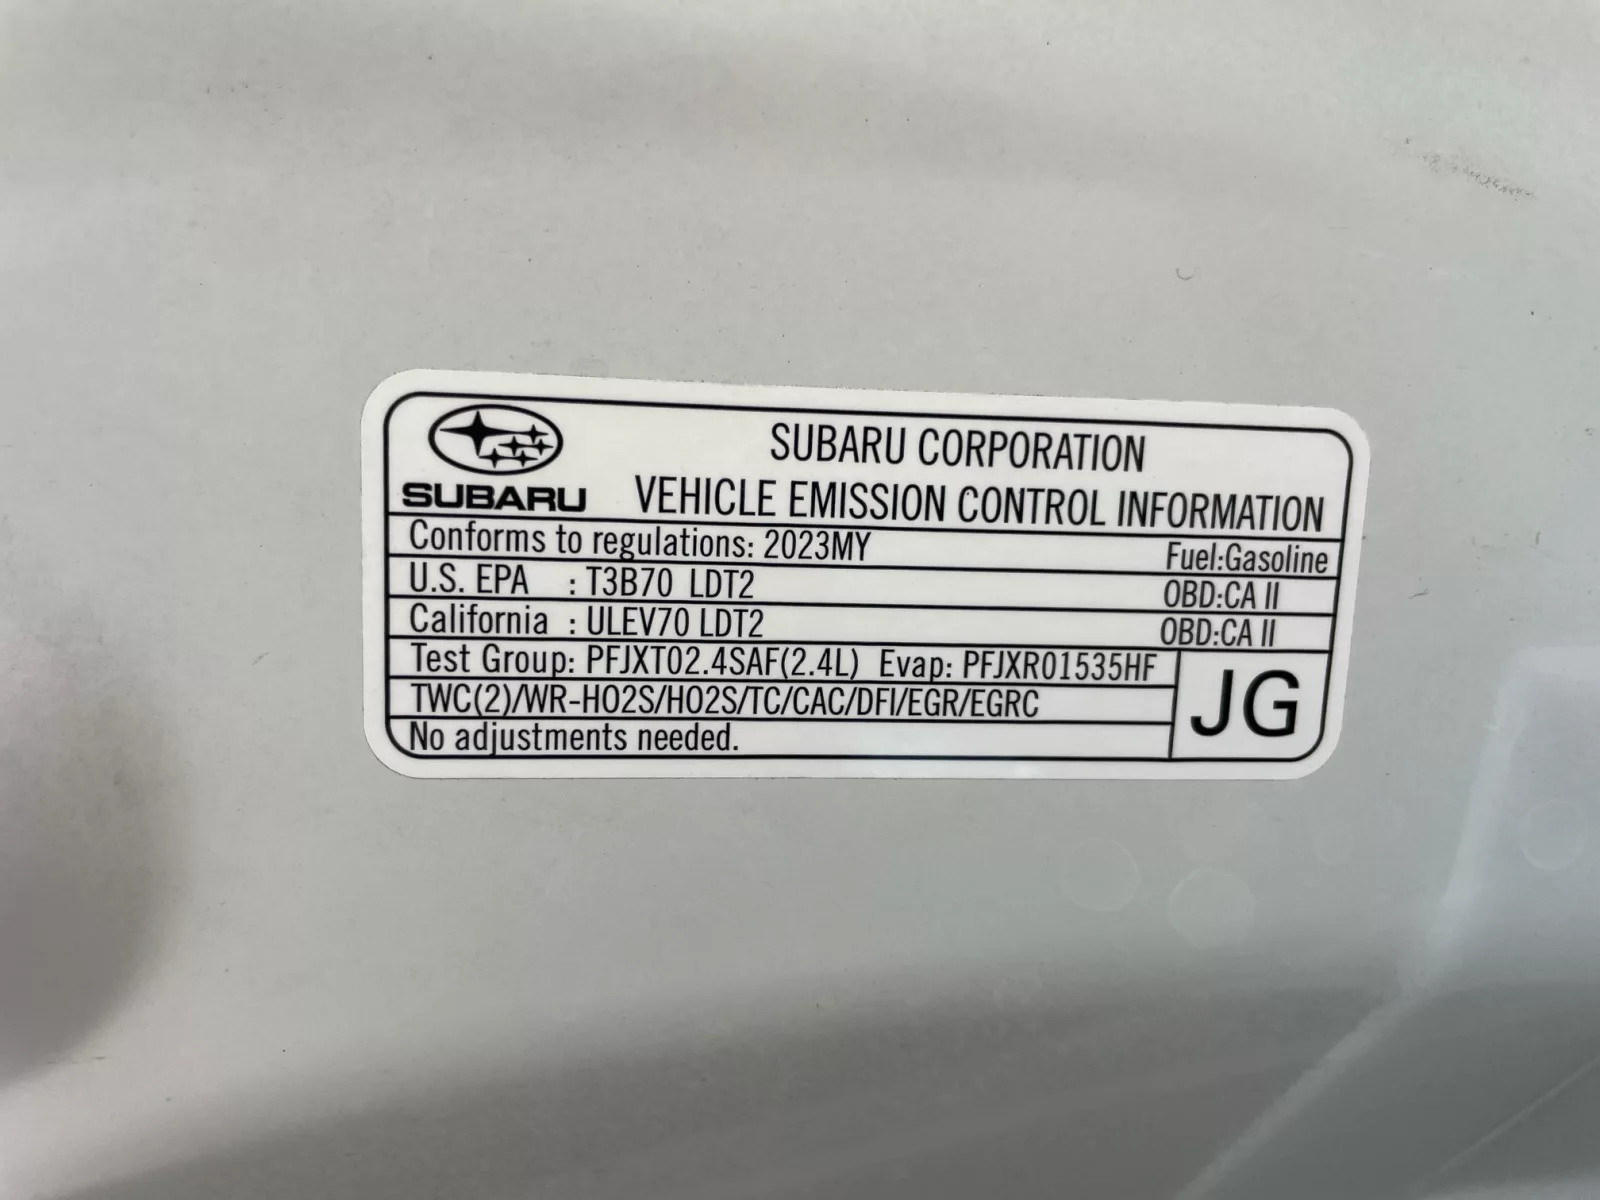 SUBARU CORPORATION
SUBARU VEHICLE EMISSION CONTROL INFORMATION
Conforms to regulations: 2023MY Fuel:Gasoline
U.S. EPA : T3B70 LDT2 OBD:CA II
California : ULEV70 LDT2 OBD:CA II
Test Group: PFJXT02.4SAF(2.4L) Evap: PFJXR01535HF
TWC(2)/WR-HO2S/HO2S/TC/CAC/DFI/EGR/EGRC
No adjustments needed.
JG